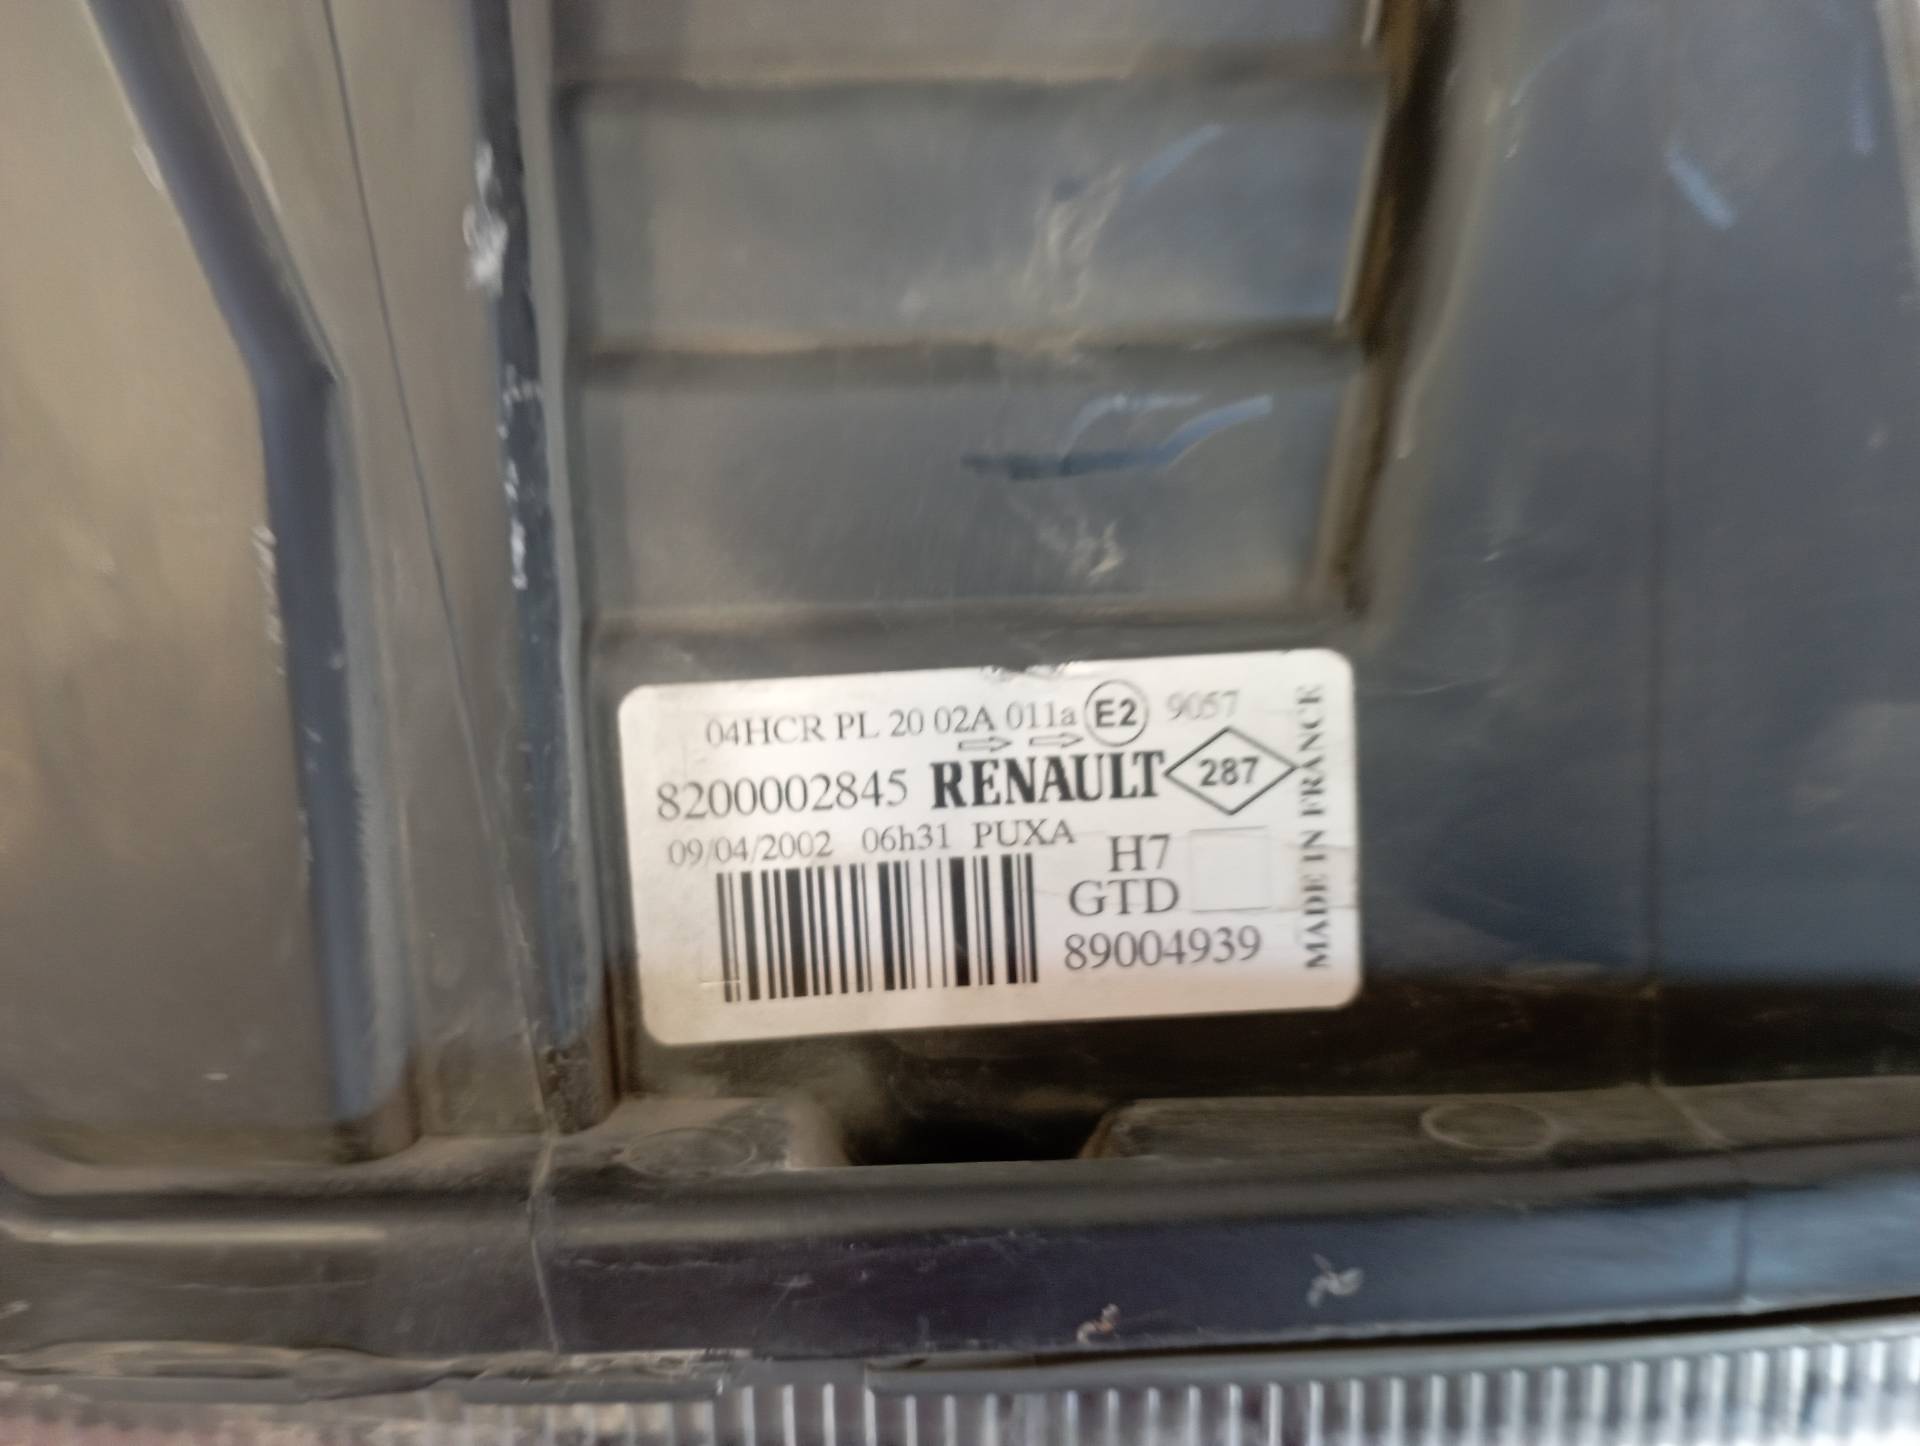 04HCR PL 20 02A 011a E2 9057
8200002845 RENAULT 287
09/04/2002 06h31 PUXA
H7
GTD
89004939
MADE IN FRANCE